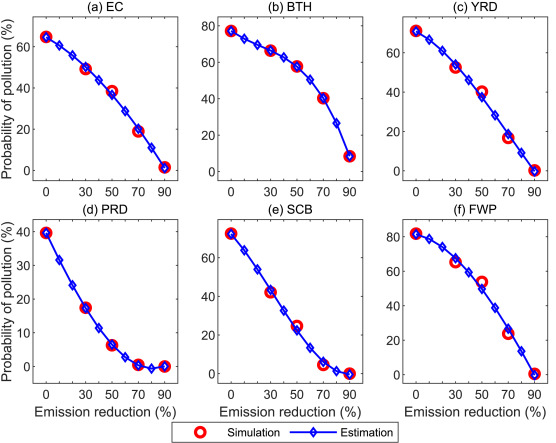 (a) EC
(b) BTH
(c) YRD
Probability of pollution (%)
60
40
20
0
0 30 50 70 90
80
60
40
20
0
0 30 50 70 90
60
40
20
0
0 30 50 70 90
(d) PRD
(e) SCB
(f) FWP
Probability of pollution (%)
40
30
20
10
0
0 30 50 70 90
80
60
40
20
0
0 30 50 70 90
80
60
40
20
0
0 30 50 70 90
Emission reduction (%)
Emission reduction (%)
Emission reduction (%)
Simulation
Estimation